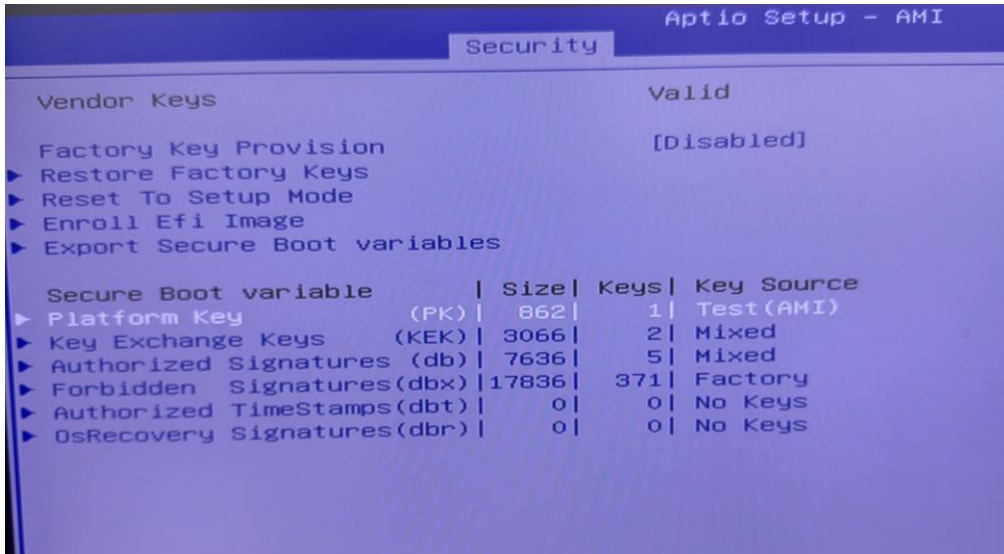 Aptio Setup - AMI
Security
Vendor Keys Valid
Factory Key Provision [Disabled]
► Restore Factory Keys
► Reset To Setup Mode
► Enroll Efi Image
► Export Secure Boot variables
Secure Boot variable | Size| Keys| Key Source
► Platform Key (PK)| 862| 1| Test(AMI)
► Key Exchange Keys (KEK)| 3066| 2| Mixed
► Authorized Signatures (db)| 7636| 5| Mixed
► Forbidden Signatures(dbx)|17836| 371| Factory
► Authorized TimeStamps(dbt)| 0| 0| No Keys
► OsRecovery Signatures(dbr)| 0| 0| No Keys